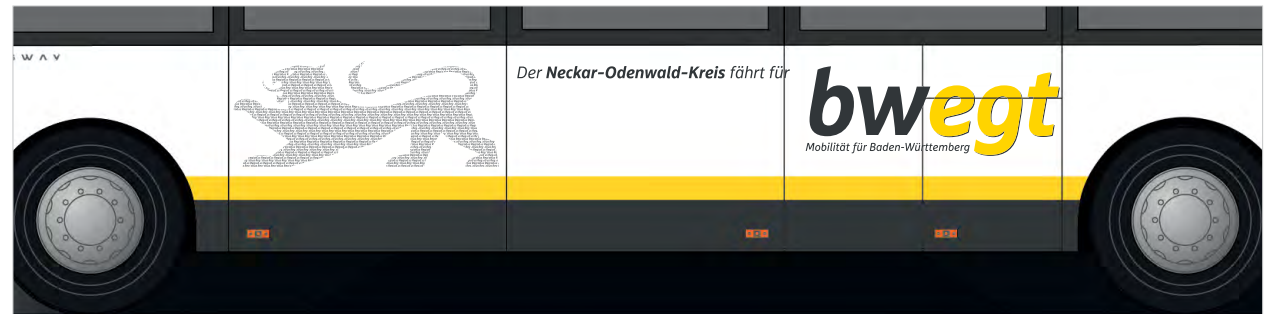 Der Neckar-Odenwald-Kreis fährt für
bwegt
Mobilität für Baden-Württemberg